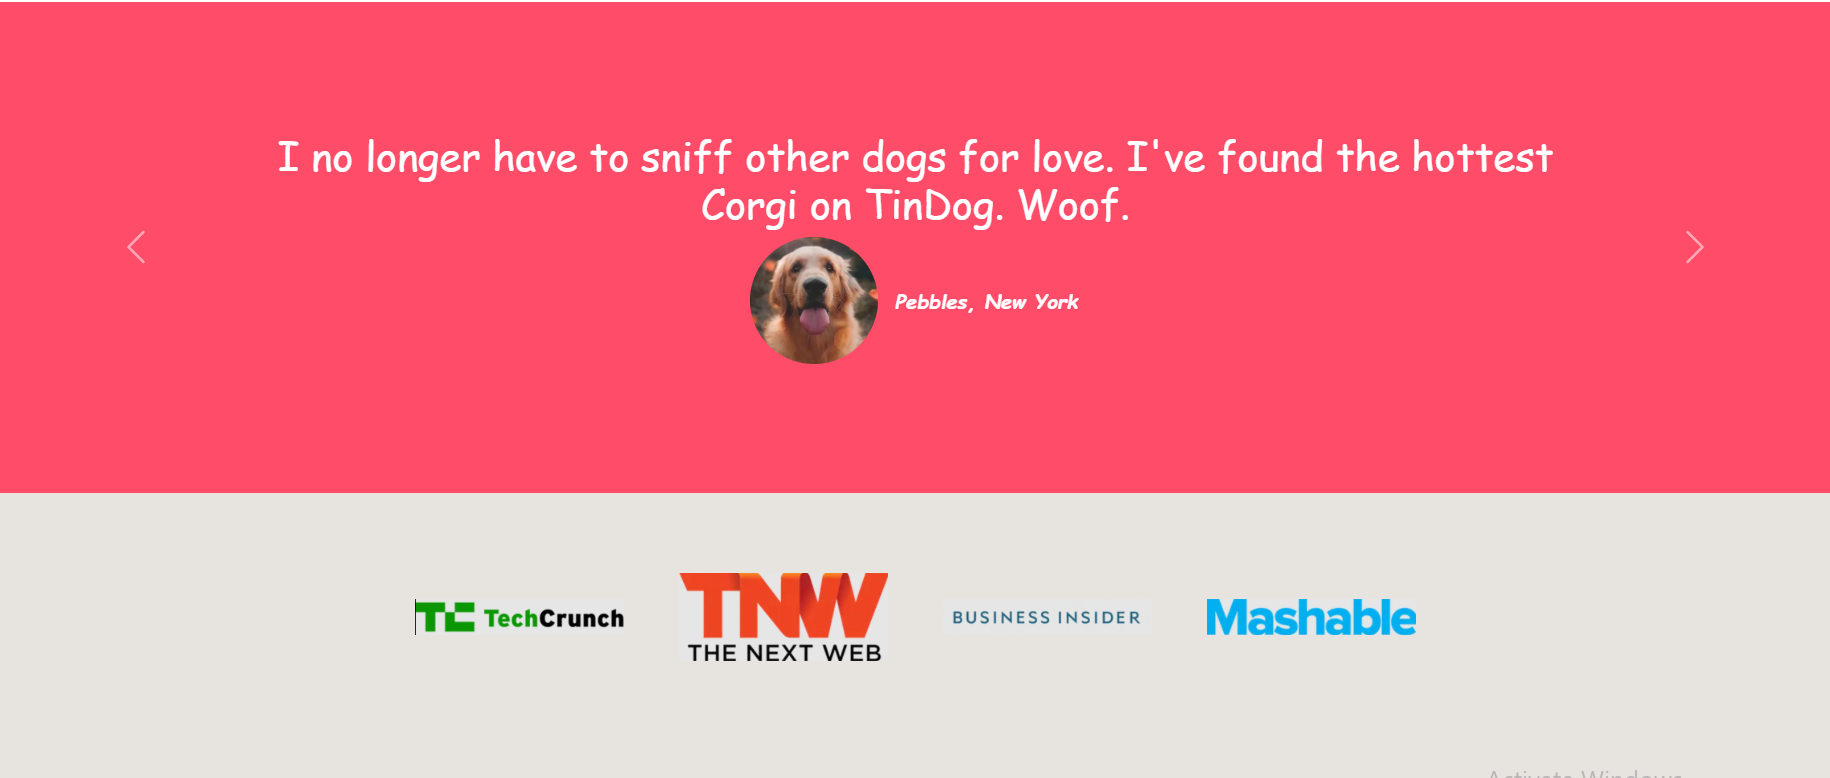 I no longer have to sniff other dogs for love. I've found the hottest
Corgi on TinDog. Woof.
Pebbles, New York
TC TechCrunch
TNW
THE NEXT WEB
BUSINESS INSIDER
Mashable
Activate Windows